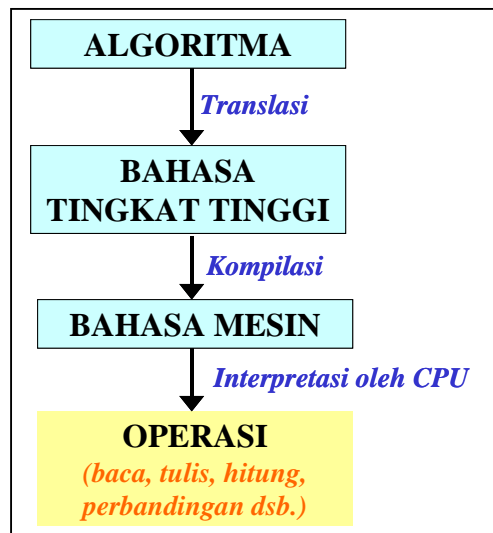 ALGORITMA
Translasi
BAHASA
TINGKAT TINGGI
Kompilasi
BAHASA MESIN
Interpretasi oleh CPU
OPERASI
(baca, tulis, hitung,
perbandingan dsb.)